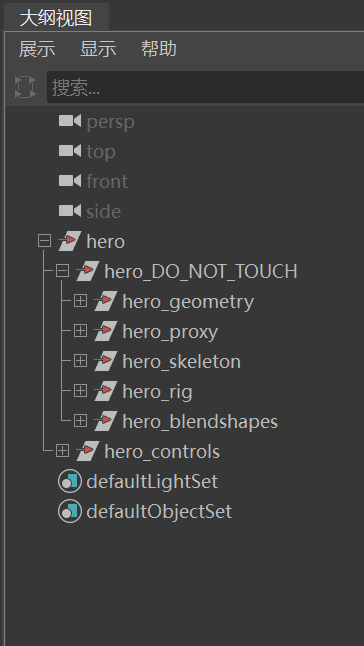 大纲视图
展示 显示 帮助
搜索...
persp
top
front
side
hero
hero_DO_NOT_TOUCH
hero_geometry
hero_proxy
hero_skeleton
hero_rig
hero_blendshapes
hero_controls
defaultLightSet
defaultObjectSet